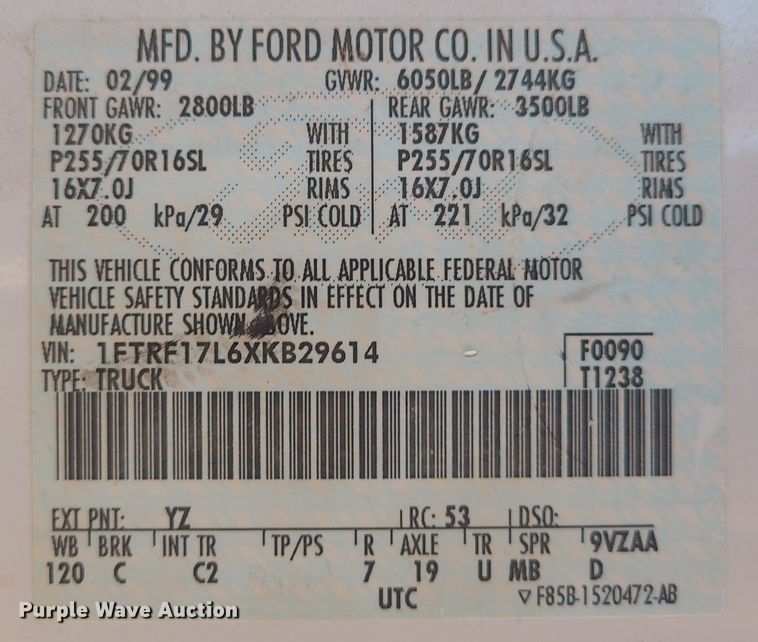 MFD. BY FORD MOTOR CO. IN U.S.A.
DATE: 02/99 GVWR: 6050LB/ 2744KG
FRONT GAWR: 2800LB REAR GAWR: 3500LB
1270KG WITH 1587KG WITH
P255/70R16SL TIRES P255/70R16SL TIRES
16X7.0J RIMS 16X7.0J RIMS
AT 200 kPa/29 PSI COLD AT 221 kPa/32 PSI COLD
THIS VEHICLE CONFORMS TO ALL APPLICABLE FEDERAL MOTOR
VEHICLE SAFETY STANDARDS IN EFFECT ON THE DATE OF
MANUFACTURE SHOWN ABOVE.
VIN: 1FTRF17L6XKB29614 F0090
TYPE: TRUCK T1238
EXT PNT: YZ RC: 53 DSO:
WB BRK INT TR TP/PS R AXLE TR SPR 9VZAA
120 C C2 7 19 U MB D
UTC ▽ F85B-1520472-AB
Purple Wave Auction